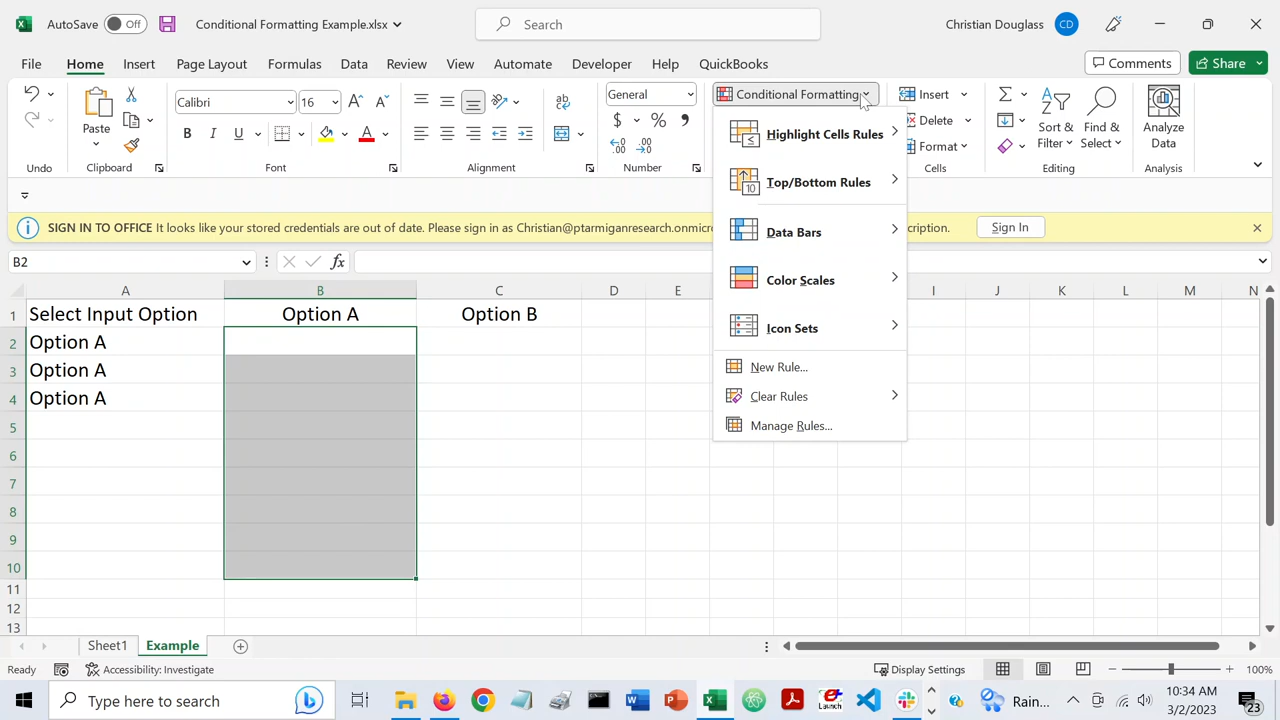 AutoSave Off Conditional Formatting Example.xlsx Search Christian Douglass CD
File Home Insert Page Layout Formulas Data Review View Automate Developer Help QuickBooks Comments Share
Calibri 16 General Conditional Formatting Insert
Paste Delete Sort & Filter Find & Select Analyze Data
B I U A $ % , Format
Undo Clipboard Font Alignment Number Cells Editing Analysis
SIGN IN TO OFFICE It looks like your stored credentials are out of date. Please sign in as Christian@ptarmiganresearch.onmicro cription. Sign In
B2 fx
Highlight Cells Rules
Top/Bottom Rules
Data Bars
Color Scales
Icon Sets
New Rule...
Clear Rules
Manage Rules...
A B C D E I J K L M N
1 Select Input Option Option A Option B
2 Option A
3 Option A
4 Option A
5
6
7
8
9
10
11
12
13
Sheet1 Example
Ready Accessibility: Investigate Display Settings 100%
Type here to search Rain... 10:34 AM
3/2/2023 23